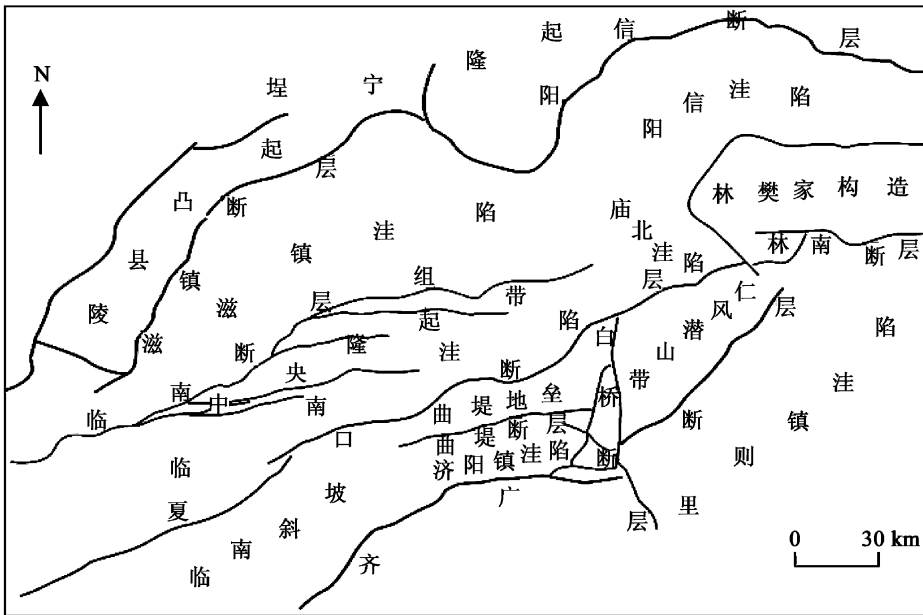 N
埕宁隆起
阳信断层
阳信洼陷
陵县凸起
滋镇断层
滋镇洼陷
林樊家构造
庙北洼陷
林南断层
临南断层组
中央隆起带
临南洼陷
夏口断层
白桥断层
仁风潜山带
曲堤地垒
曲堤断层
济阳镇洼陷
临南斜坡
齐广断层
里则镇洼陷
0 30 km